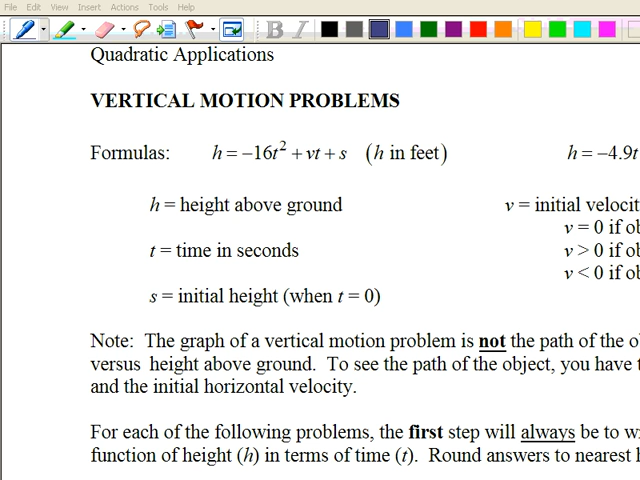 File Edit View Insert Actions Tools Help
B I
Quadratic Applications
VERTICAL MOTION PROBLEMS
Formulas: h = −16t² + vt + s (h in feet) h = −4.9t
h = height above ground v = initial velocit
v = 0 if ob
t = time in seconds v > 0 if ob
v < 0 if ob
s = initial height (when t = 0)
Note: The graph of a vertical motion problem is not the path of the ob
versus height above ground. To see the path of the object, you have t
and the initial horizontal velocity.
For each of the following problems, the first step will always be to w
function of height (h) in terms of time (t). Round answers to nearest h